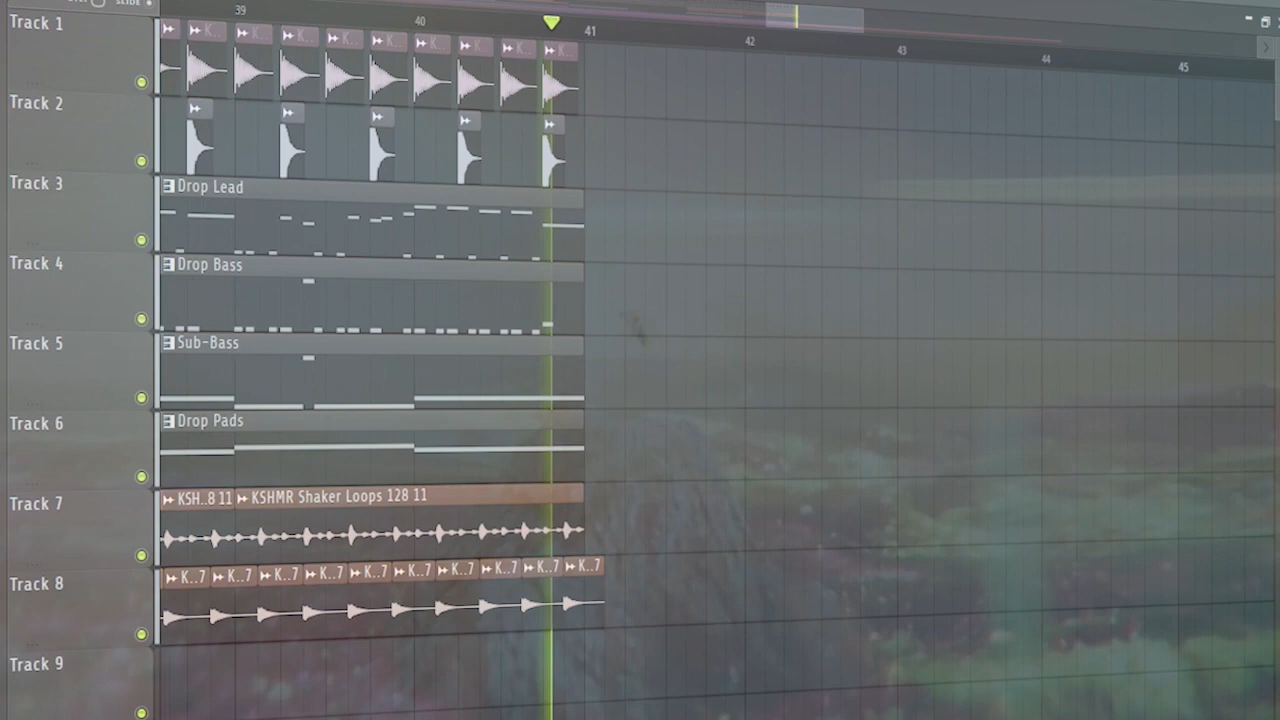 SLIDE
39 40 41 42 43 44 45
Track 1
K.. K.. K.. K.. K.. K.. K.. K.. K..
Track 2
Track 3
Drop Lead
Track 4
Drop Bass
Track 5
Sub-Bass
Track 6
Drop Pads
Track 7
KSH..8 11 KSHMR Shaker Loops 128 11
Track 8
K..7 K..7 K..7 K..7 K..7 K..7 K..7 K..7 K..7 K..7
Track 9